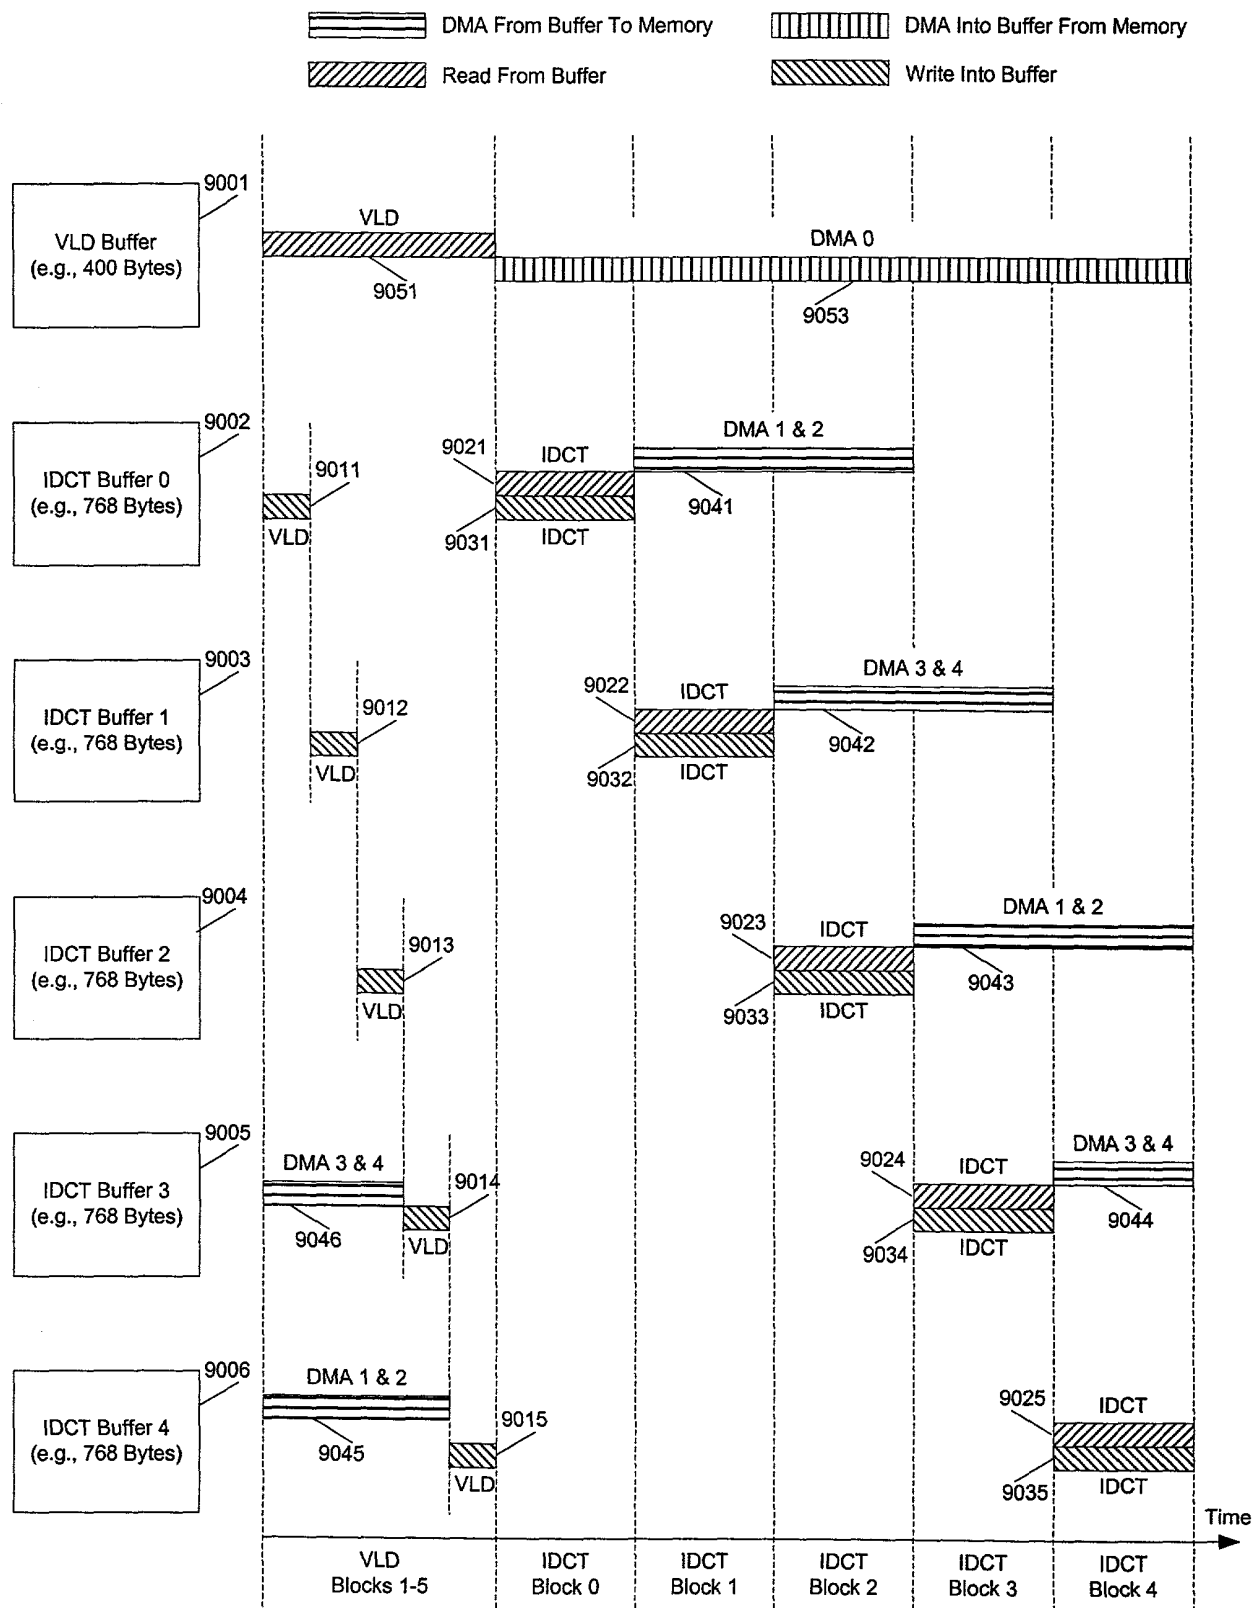 DMA From Buffer To Memory
DMA Into Buffer From Memory
Read From Buffer
Write Into Buffer
9001
VLD Buffer
(e.g., 400 Bytes)
VLD
9051
DMA 0
9053
9002
IDCT Buffer 0
(e.g., 768 Bytes)
9011
VLD
9021
IDCT
9031
IDCT
DMA 1 & 2
9041
9003
IDCT Buffer 1
(e.g., 768 Bytes)
9012
VLD
9022
IDCT
9032
IDCT
DMA 3 & 4
9042
9004
IDCT Buffer 2
(e.g., 768 Bytes)
9013
VLD
9023
IDCT
9033
IDCT
DMA 1 & 2
9043
9005
IDCT Buffer 3
(e.g., 768 Bytes)
DMA 3 & 4
9046
9014
VLD
9024
IDCT
9034
IDCT
DMA 3 & 4
9044
9006
IDCT Buffer 4
(e.g., 768 Bytes)
DMA 1 & 2
9045
9015
VLD
9025
IDCT
9035
IDCT
Time
VLD
Blocks 1-5
IDCT
Block 0
IDCT
Block 1
IDCT
Block 2
IDCT
Block 3
IDCT
Block 4